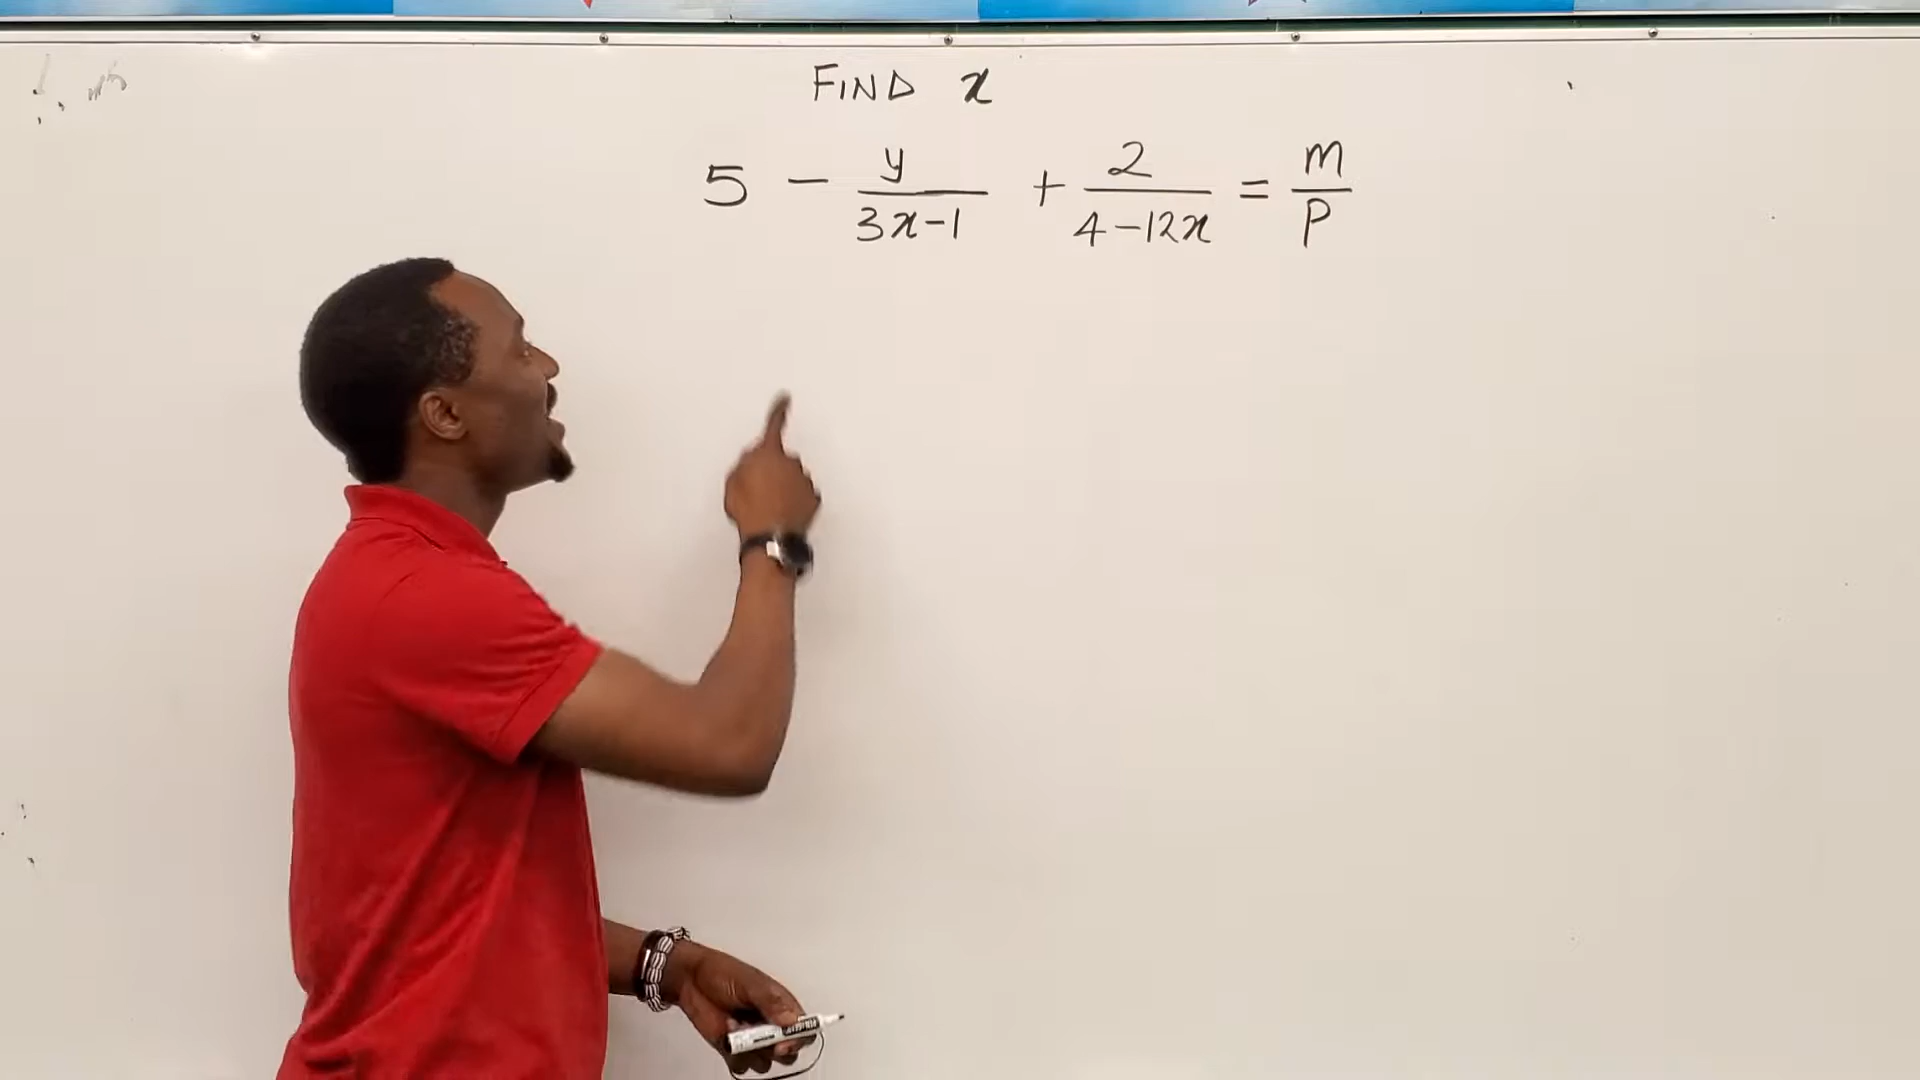 FIND x
5 - y/(3x-1) + 2/(4-12x) = m/p